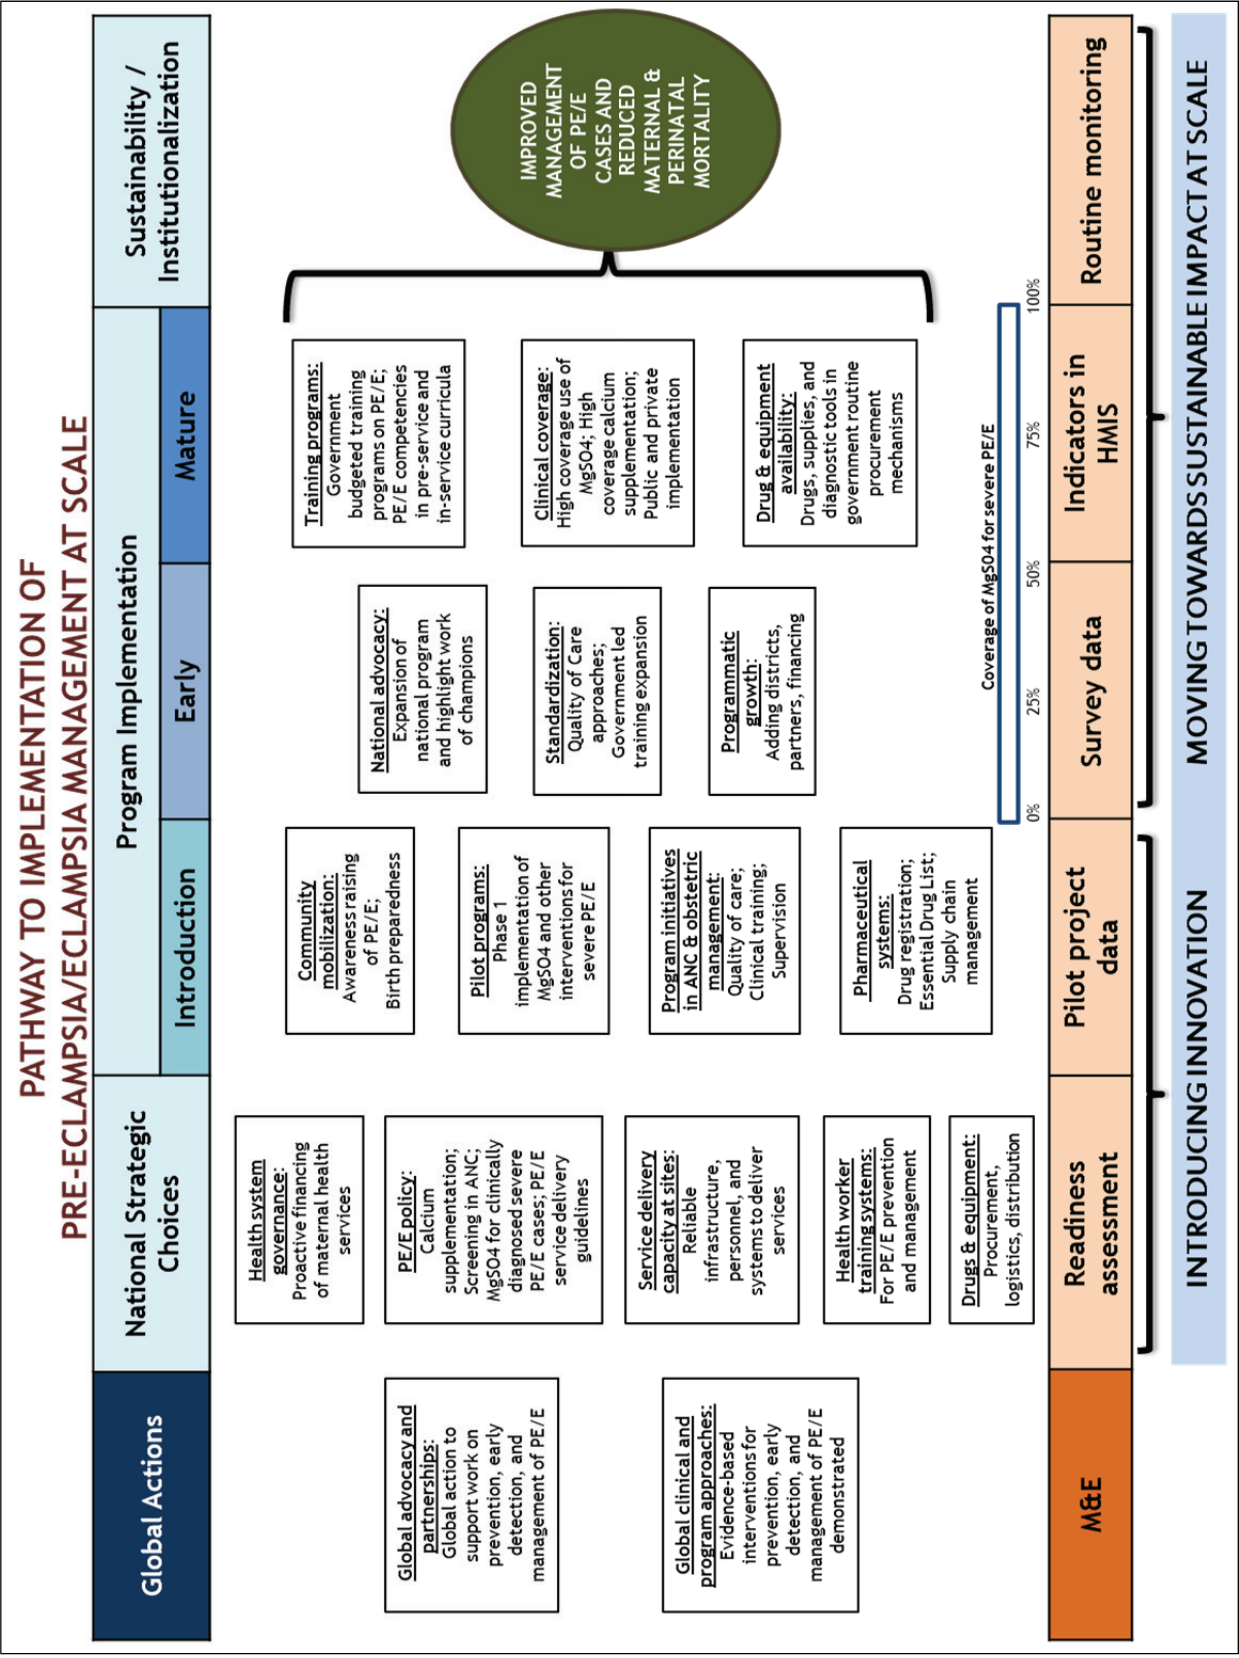 PATHWAY TO IMPLEMENTATION OF
PRE-ECLAMPSIA/ECLAMPSIA MANAGEMENT AT SCALE
Global Actions
National Strategic
Choices
Program Implementation
Introduction
Early
Mature
Sustainability /
Institutionalization
Global advocacy and
partnerships:
Global action to
support work on
prevention, early
detection, and
management of PE/E
Global clinical and
program approaches:
Evidence-based
interventions for
prevention, early
detection, and
management of PE/E
demonstrated
Health system
governance:
Proactive financing
of maternal health
services
PE/E policy:
Calcium
supplementation;
Screening in ANC;
MgSO4 for clinically
diagnosed severe
PE/E cases; PE/E
service delivery
guidelines
Service delivery
capacity at sites:
Reliable
infrastructure,
personnel, and
systems to deliver
services
Health worker
training systems:
For PE/E prevention
and management
Drugs & equipment:
Procurement,
logistics, distribution
Community
mobilization:
Awareness raising
of PE/E;
Birth preparedness
Pilot programs:
Phase 1
implementation of
MgSO4 and other
interventions for
severe PE/E
Program initiatives
in ANC & obstetric
management:
Quality of care;
Clinical training;
Supervision
Pharmaceutical
systems:
Drug registration;
Essential Drug List;
Supply chain
management
National advocacy:
Expansion of
national program
and highlight work
of champions
Standardization:
Quality of Care
approaches;
Government led
training expansion
Programmatic
growth:
Adding districts,
partners, financing
Training programs:
Government
budgeted training
programs on PE/E;
PE/E competencies
in pre-service and
in-service curricula
Clinical coverage:
High coverage use of
MgSO4; High
coverage calcium
supplementation;
Public and private
implementation
Drug & equipment
availability:
Drugs, supplies, and
diagnostic tools in
government routine
procurement
mechanisms
IMPROVED
MANAGEMENT
OF PE/E
CASES AND
REDUCED
MATERNAL &
PERINATAL
MORTALITY
Coverage of MgS04 for severe PE/E
0% 25% 50% 75% 100%
M&E
Readiness
assessment
Pilot project
data
Survey data
Indicators in
HMIS
Routine monitoring
INTRODUCING INNOVATION
MOVING TOWARDS SUSTAINABLE IMPACT AT SCALE